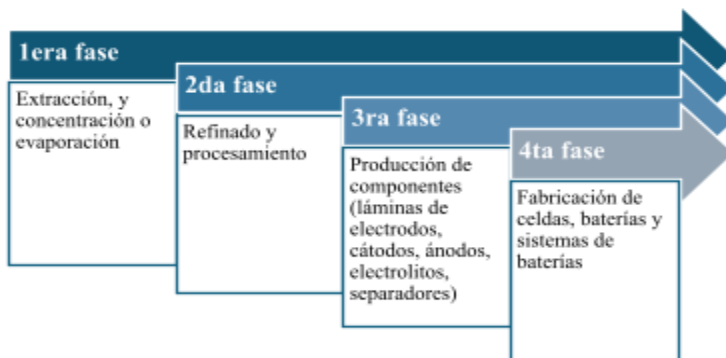 1era fase
Extracción, y
concentración o
evaporación
2da fase
Refinado y
procesamiento
3ra fase
Producción de
componentes
(láminas de
electrodos,
cátodos, ánodos,
electrolitos,
separadores)
4ta fase
Fabricación de
celdas, baterías y
sistemas de
baterías